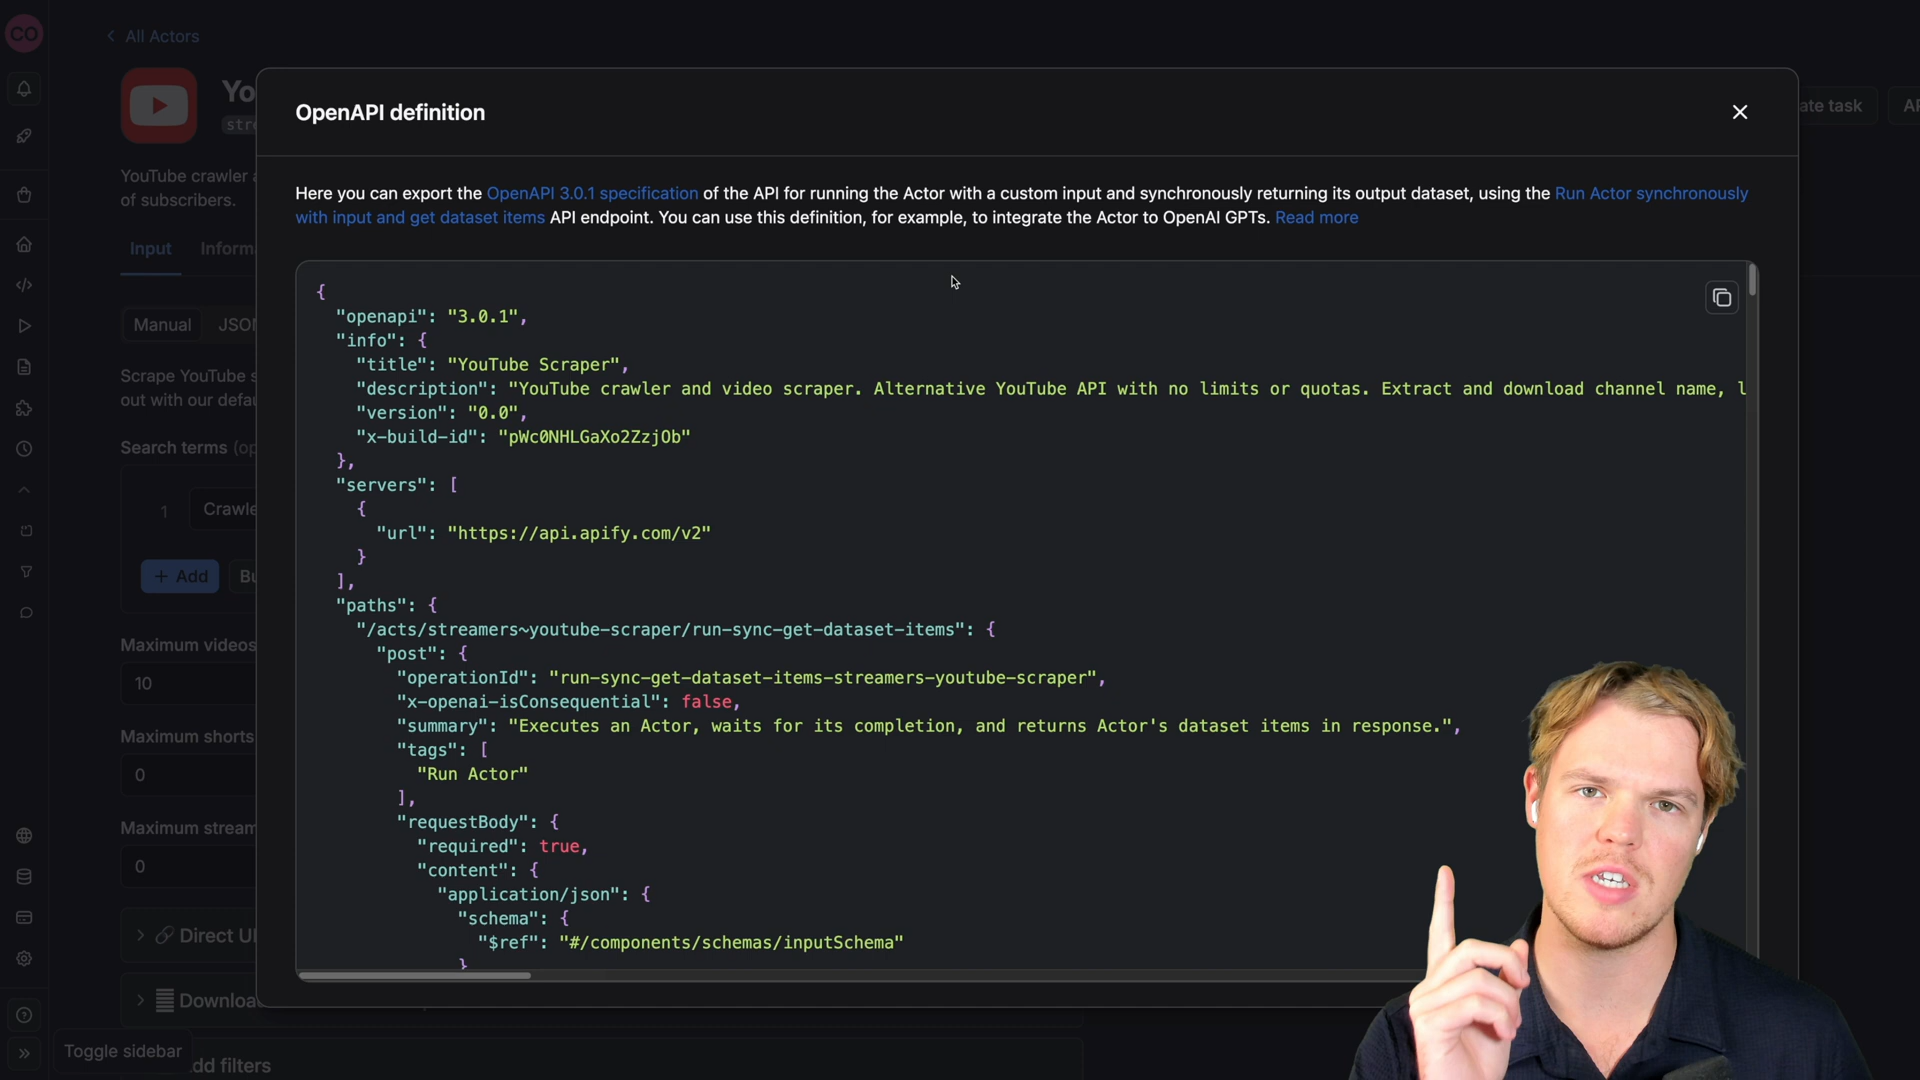 CO
All Actors
Yo
stre
ate task
AP
YouTube crawler a
of subscribers.
Input Informa
Manual JSON
Scrape YouTube s
out with our defau
Search terms (op
1 Crawle
+ Add Bu
Maximum videos
10
Maximum shorts
0
Maximum stream
0
Direct U
Downloa
Toggle sidebar
dd filters
OpenAPI definition
Here you can export the OpenAPI 3.0.1 specification of the API for running the Actor with a custom input and synchronously returning its output dataset, using the Run Actor synchronously
with input and get dataset items API endpoint. You can use this definition, for example, to integrate the Actor to OpenAI GPTs. Read more
{
"openapi": "3.0.1",
"info": {
"title": "YouTube Scraper",
"description": "YouTube crawler and video scraper. Alternative YouTube API with no limits or quotas. Extract and download channel name, l
"version": "0.0",
"x-build-id": "pWc0NHLGaXo2ZzjOb"
},
"servers": [
{
"url": "https://api.apify.com/v2"
}
],
"paths": {
"/acts/streamers~youtube-scraper/run-sync-get-dataset-items": {
"post": {
"operationId": "run-sync-get-dataset-items-streamers-youtube-scraper",
"x-openai-isConsequential": false,
"summary": "Executes an Actor, waits for its completion, and returns Actor's dataset items in response.",
"tags": [
"Run Actor"
],
"requestBody": {
"required": true,
"content": {
"application/json": {
"schema": {
"$ref": "#/components/schemas/inputSchema"
}